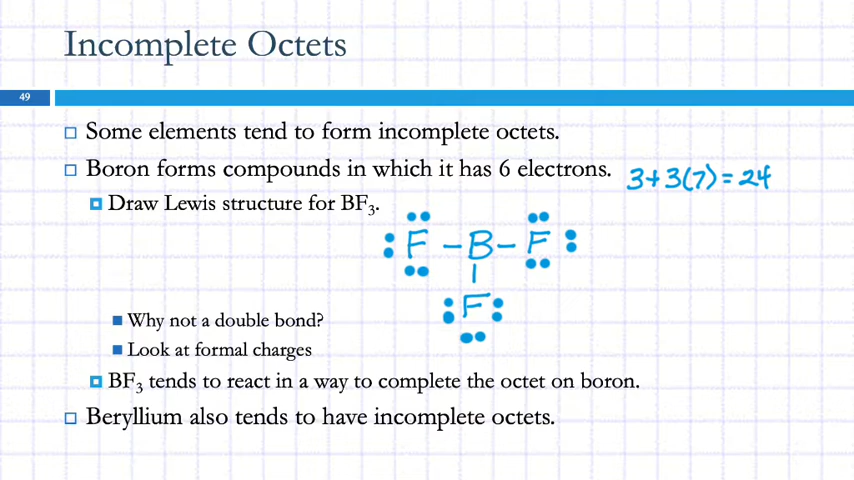 Incomplete Octets
49
Some elements tend to form incomplete octets.
Boron forms compounds in which it has 6 electrons. 3+3(7)=24
Draw Lewis structure for BF₃.
F – B – F
|
F
Why not a double bond?
Look at formal charges
BF₃ tends to react in a way to complete the octet on boron.
Beryllium also tends to have incomplete octets.